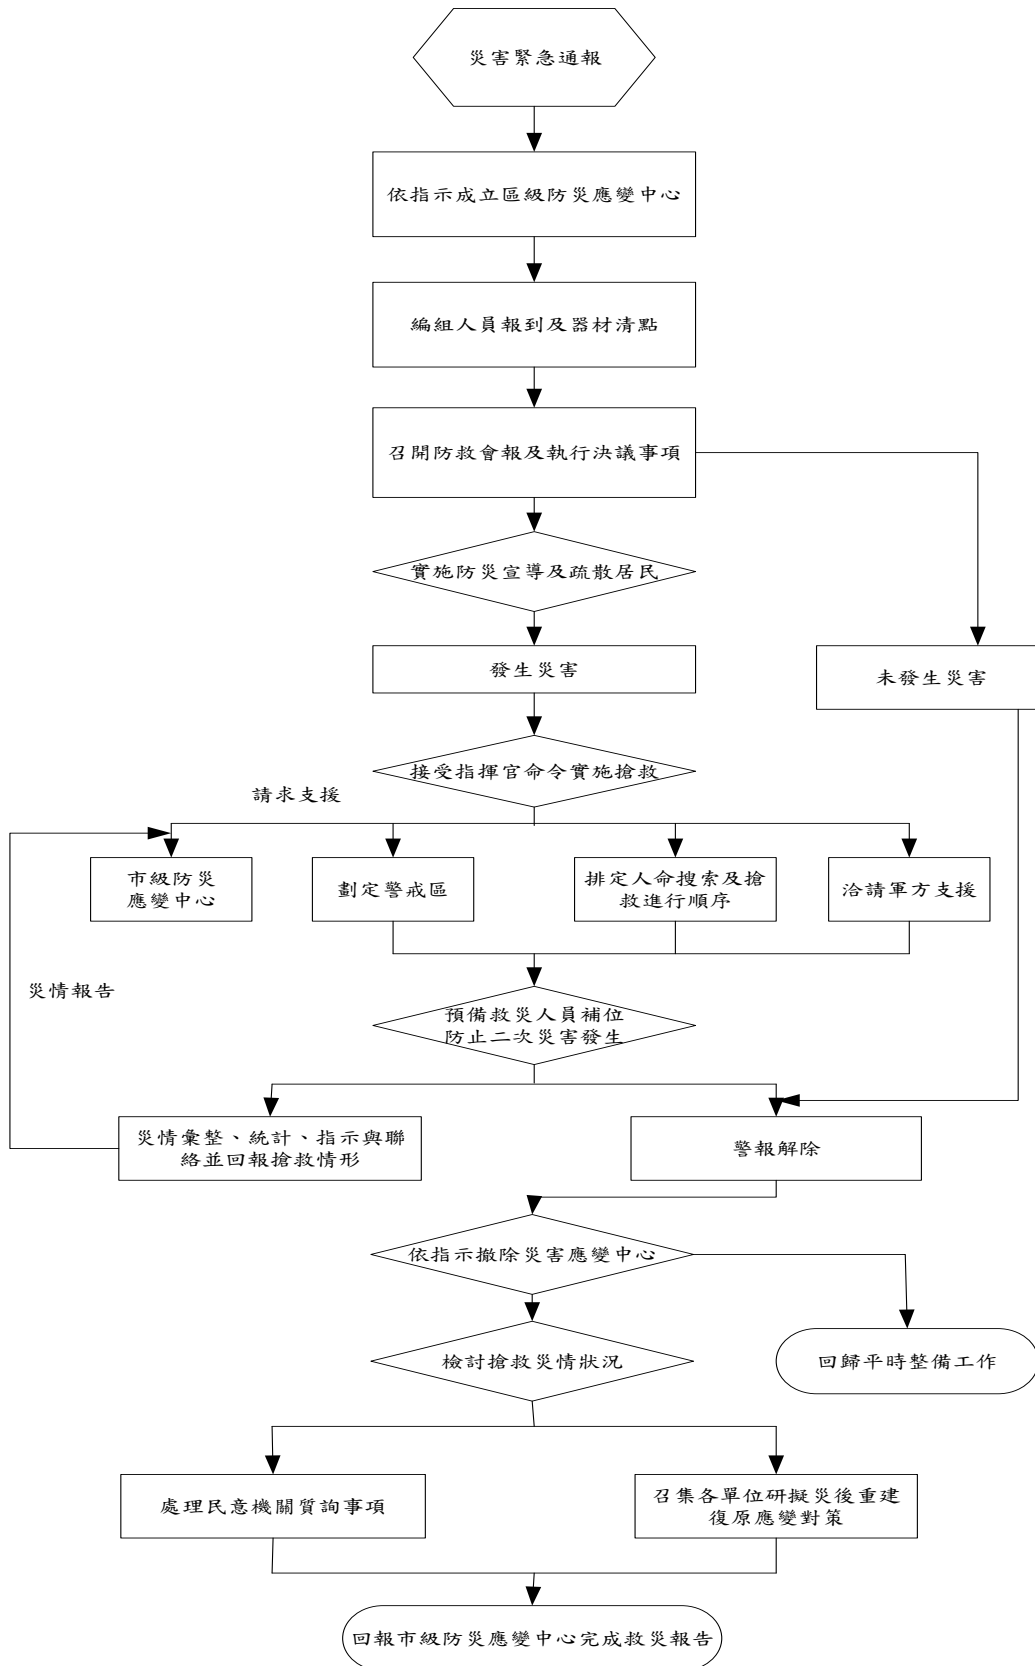 災害緊急通報
依指示成立區級防災應變中心
編組人員報到及器材清點
召開防救會報及執行決議事項
實施防災宣導及疏散居民
發生災害
未發生災害
接受指揮官命令實施搶救
請求支援
市級防災
應變中心
劃定警戒區
排定人命搜索及搶
救進行順序
洽請軍方支援
災情報告
預備救災人員補位
防止二次災害發生
災情彙整、統計、指示與聯
絡並回報搶救情形
警報解除
依指示撤除災害應變中心
檢討搶救災情狀況
回歸平時整備工作
處理民意機關質詢事項
召集各單位研擬災後重建
復原應變對策
回報市級防災應變中心完成救災報告